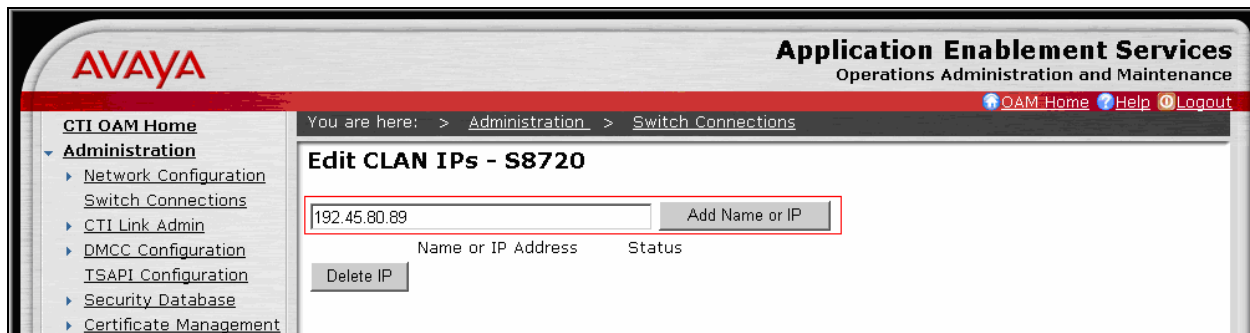 AVAYA
Application Enablement Services
Operations Administration and Maintenance
OAM Home Help Logout
CTI OAM Home
Administration
Network Configuration
Switch Connections
CTI Link Admin
DMCC Configuration
TSAPI Configuration
Security Database
Certificate Management
You are here: > Administration > Switch Connections
Edit CLAN IPs - S8720
192.45.80.89 Add Name or IP
Name or IP Address Status
Delete IP